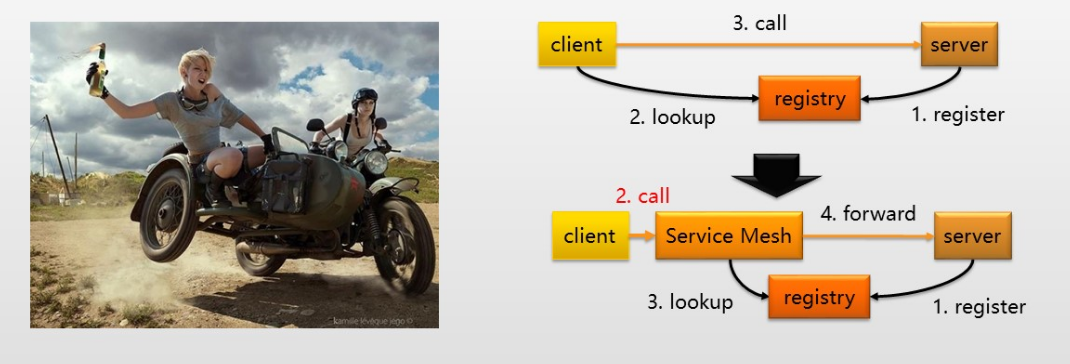 3. call
client
server
registry
2. lookup
1. register
2. call
4. forward
client
Service Mesh
server
3. lookup
registry
1. register
kamille lévêque jego ©